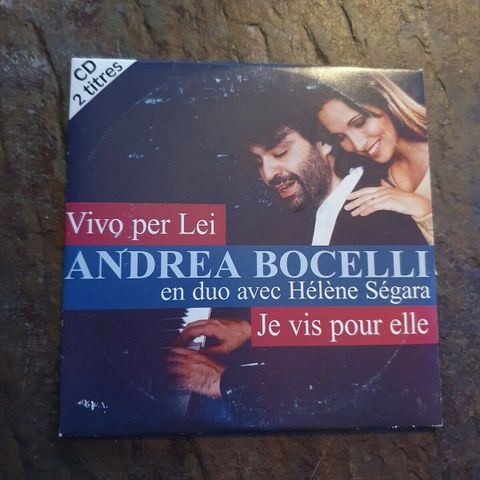 CD
2 titres
Vivo per Lei
ANDREA BOCELLI
en duo avec Hélène Ségara
Je vis pour elle